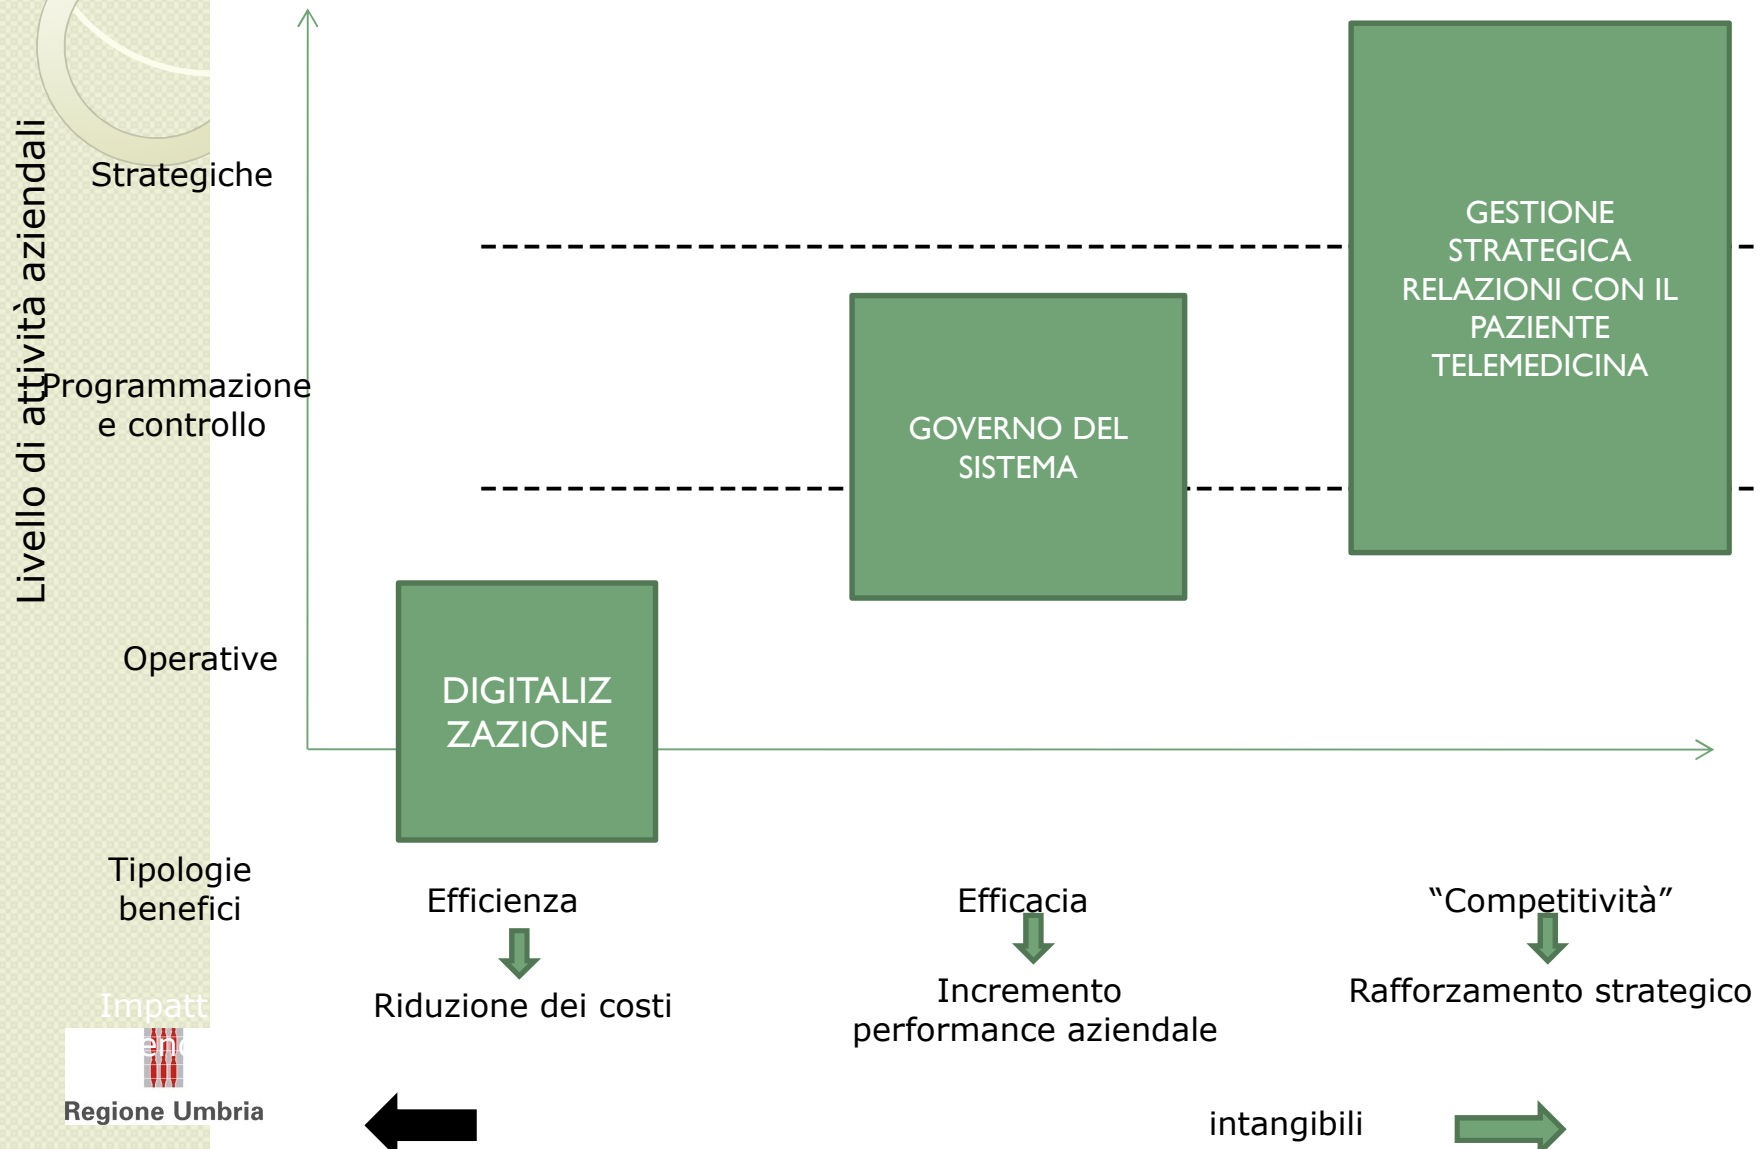 Livello di attività aziendali
Strategiche
GESTIONE
STRATEGICA
RELAZIONI CON IL
PAZIENTE
TELEMEDICINA
Programmazione
e controllo
GOVERNO DEL
SISTEMA
Operative
DIGITALIZ
ZAZIONE
Tipologie
benefici
Efficienza
Efficacia
“Competitività”
Riduzione dei costi
Incremento
performance aziendale
Rafforzamento strategico
Impatt
Regione Umbria
intangibili